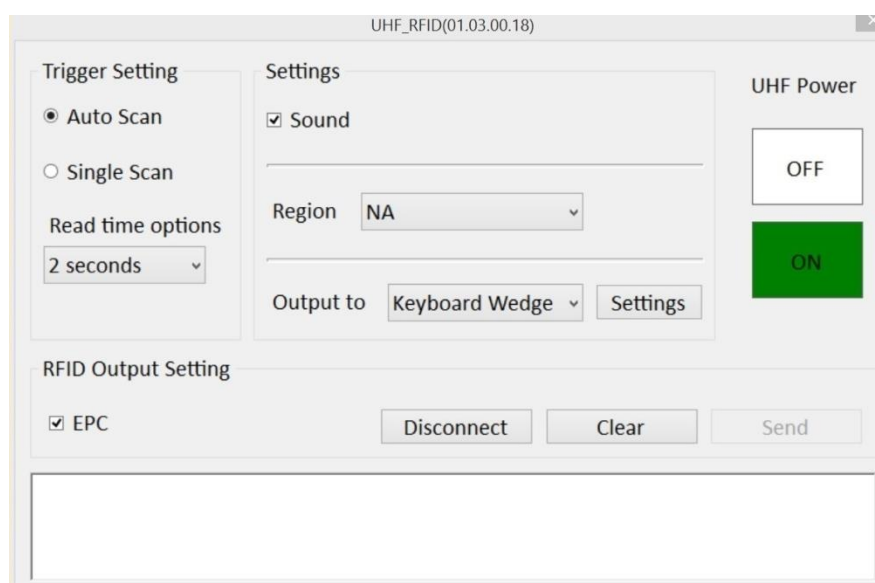 UHF_RFID(01.03.00.18)
Trigger Setting
Auto Scan
Single Scan
Read time options
2 seconds
Settings
Sound
Region NA
Output to Keyboard Wedge Settings
UHF Power
OFF
ON
RFID Output Setting
EPC Disconnect Clear Send